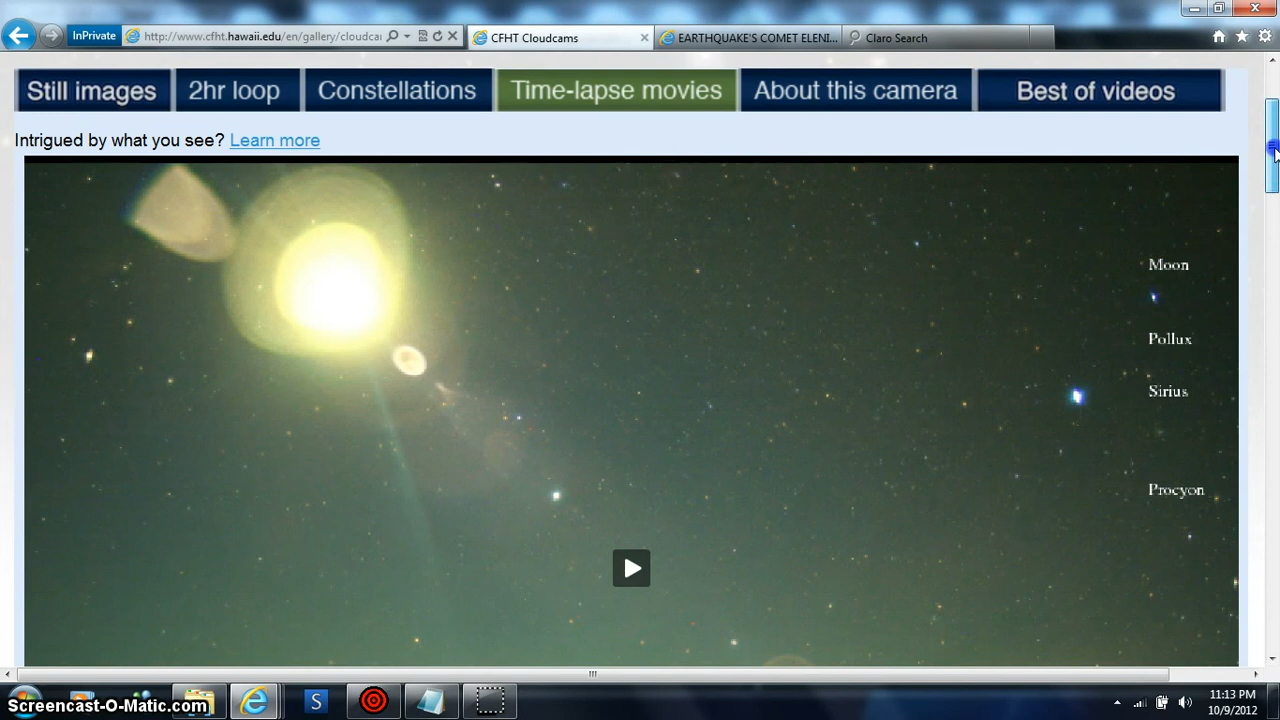 InPrivate http://www.cfht.hawaii.edu/en/gallery/cloudcar CFHT Cloudcams EARTHQUAKE'S COMET ELENI... Claro Search
Still images 2hr loop Constellations Time-lapse movies About this camera Best of videos
Intrigued by what you see? Learn more
Moon
Pollux
Sirius
Procyon
S
11:13 PM
Screencast-O-Matic.com
10/9/2012